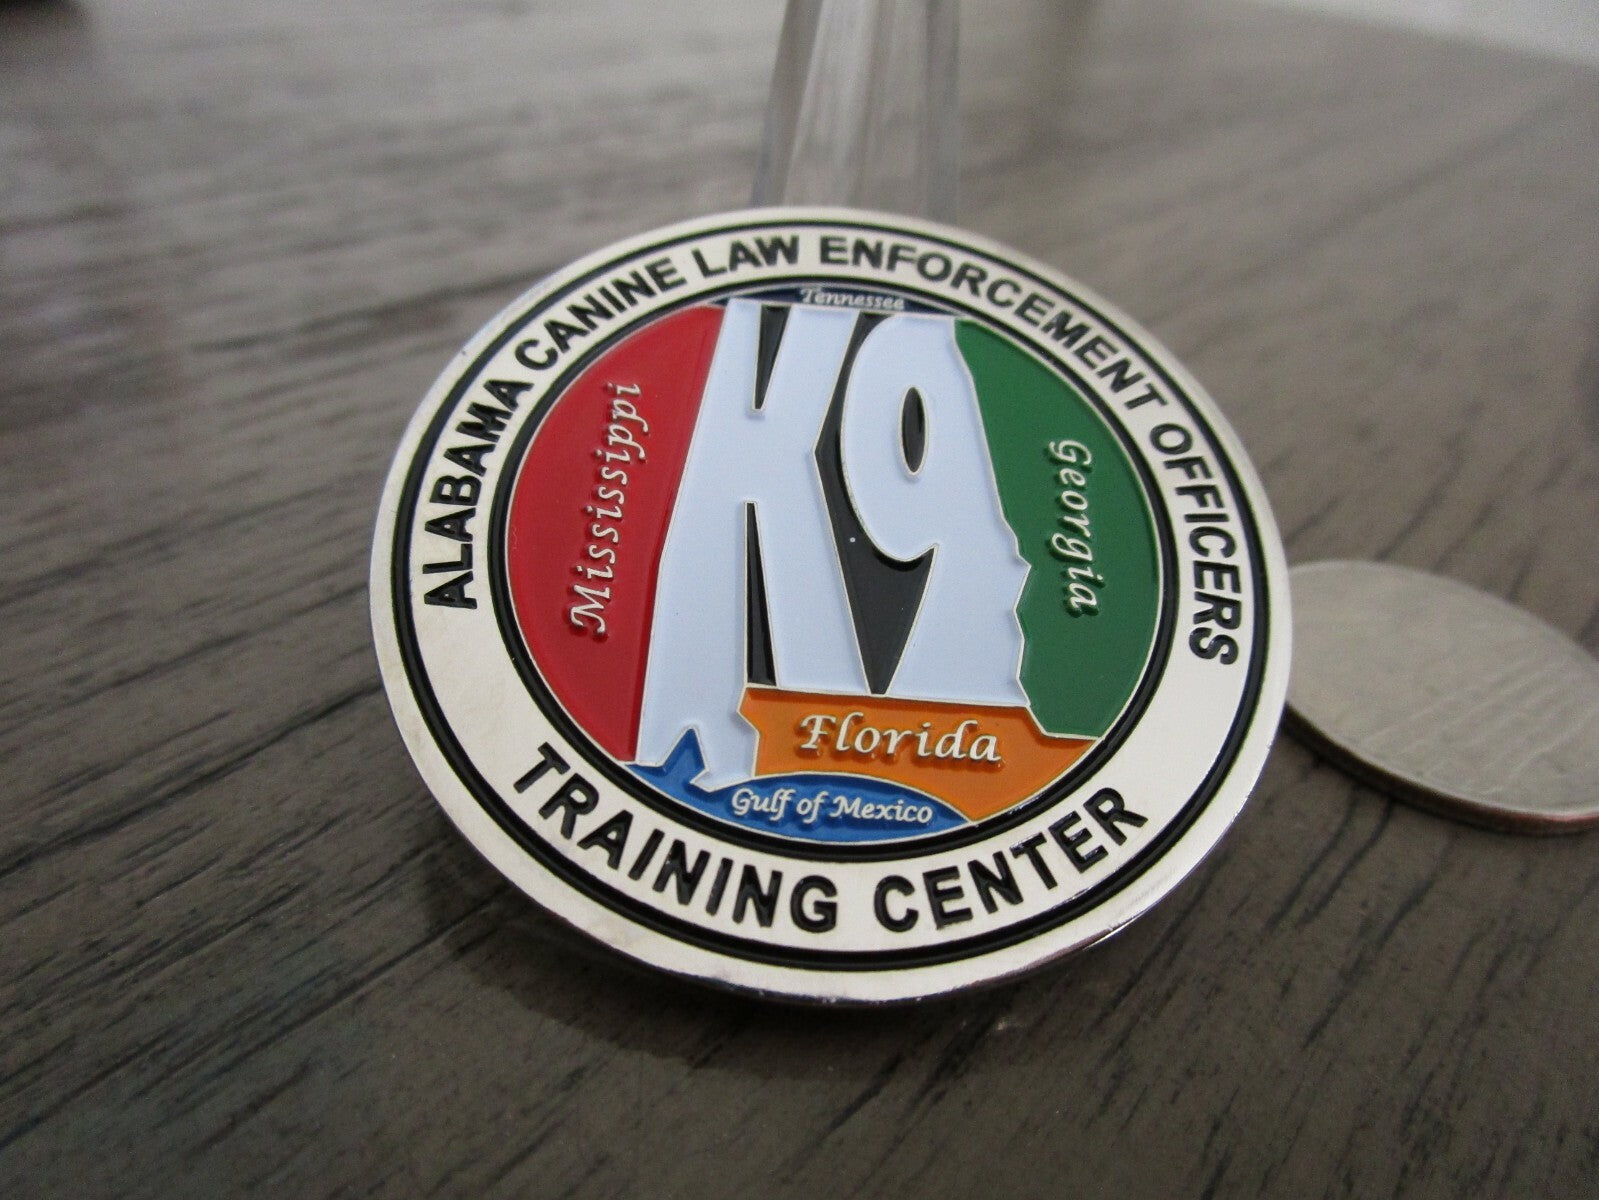 ALABAMA CANINE LAW ENFORCEMENT OFFICERS
Tennessee
K9
Mississippi
Georgia
Florida
Gulf of Mexico
TRAINING CENTER